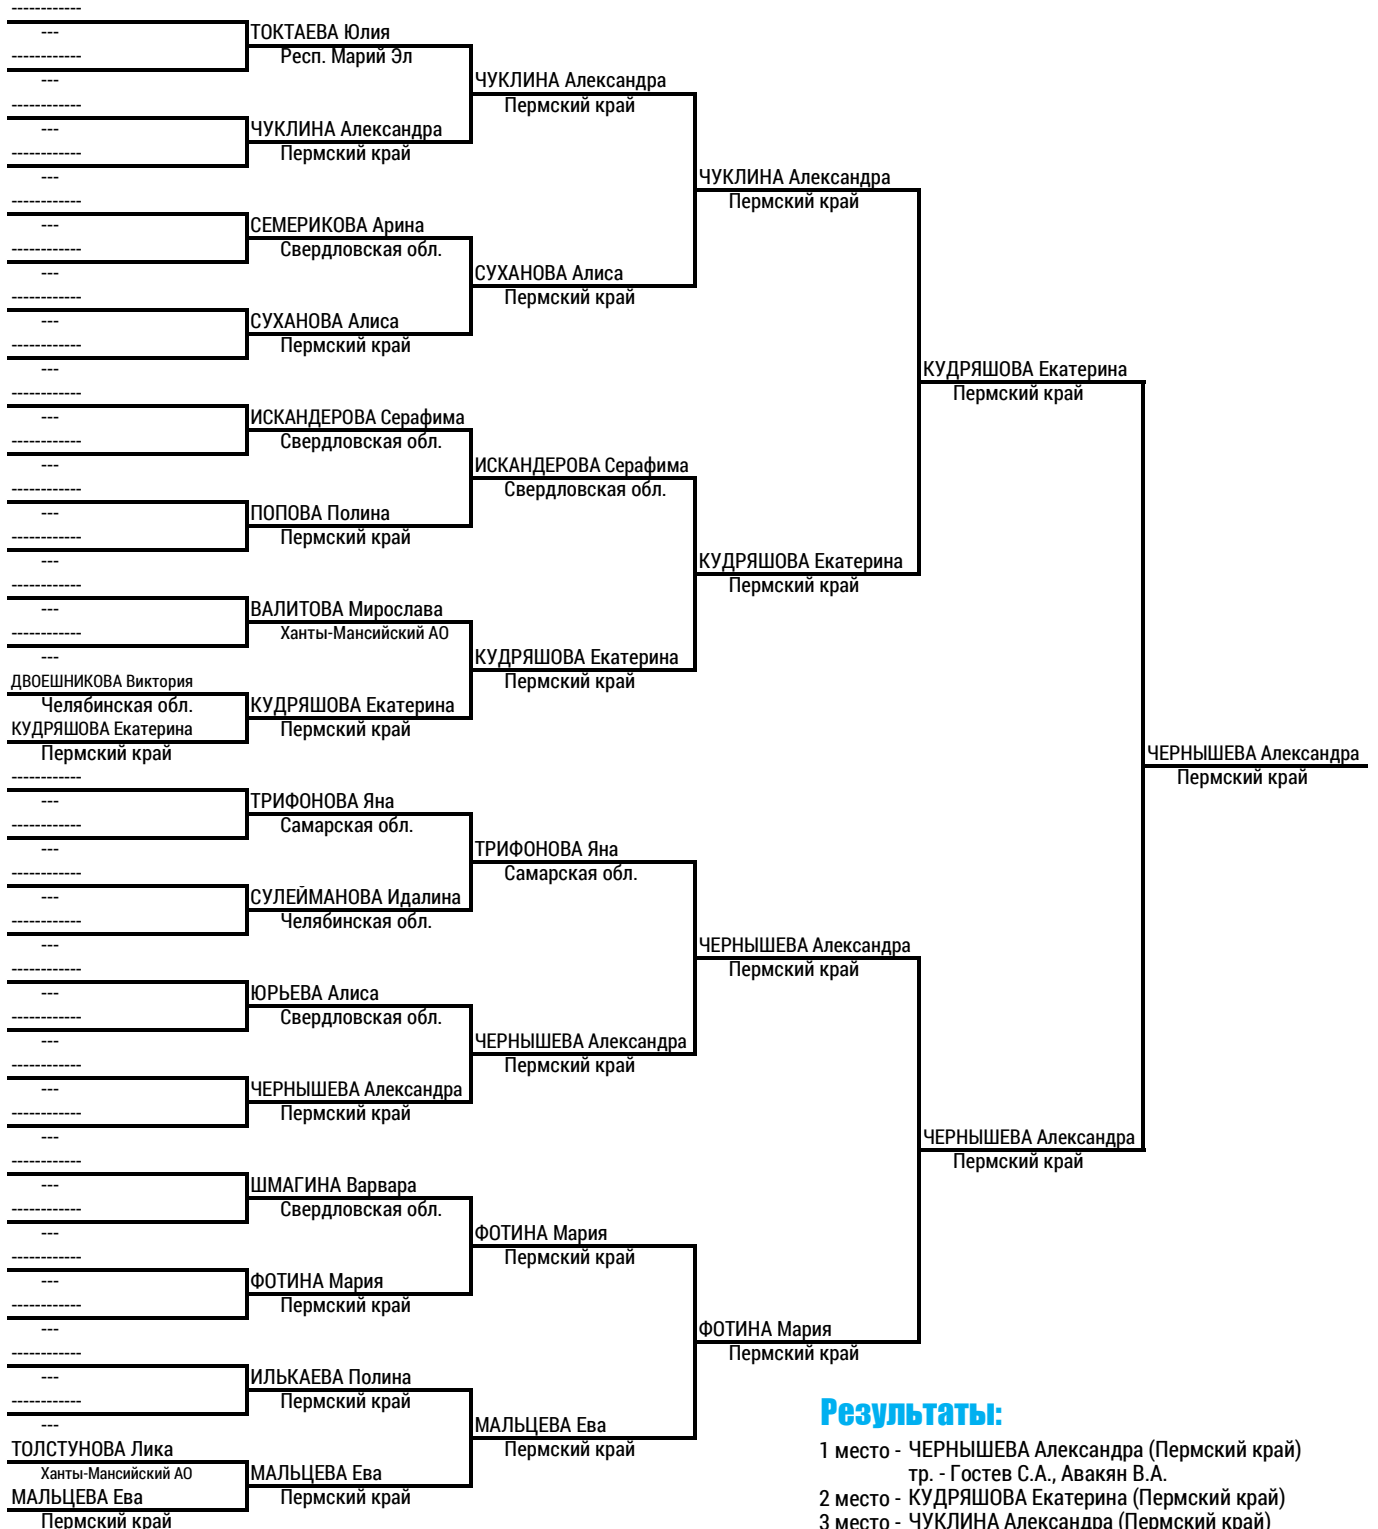 ------------
---
ТОКТАЕВА Юлия
------------
Респ. Марий Эл
---
ЧУКЛИНА Александра
------------
Пермский край
---
ЧУКЛИНА Александра
------------
Пермский край
---
ЧУКЛИНА Александра
------------
Пермский край
---
СЕМЕРИКОВА Арина
------------
Свердловская обл.
---
СУХАНОВА Алиса
------------
Пермский край
---
СУХАНОВА Алиса
------------
Пермский край
---
КУДРЯШОВА Екатерина
------------
Пермский край
---
ИСКАНДЕРОВА Серафима
------------
Свердловская обл.
---
ИСКАНДЕРОВА Серафима
------------
Свердловская обл.
---
ПОПОВА Полина
------------
Пермский край
---
КУДРЯШОВА Екатерина
------------
Пермский край
---
ВАЛИТОВА Мирослава
------------
Ханты-Мансийский АО
---
КУДРЯШОВА Екатерина
ДВОЕШНИКОВА Виктория
Пермский край
Челябинская обл.
КУДРЯШОВА Екатерина
КУДРЯШОВА Екатерина
Пермский край
Пермский край
ЧЕРНЫШЕВА Александра
------------
Пермский край
---
ТРИФОНОВА Яна
------------
Самарская обл.
---
ТРИФОНОВА Яна
------------
Самарская обл.
---
СУЛЕЙМАНОВА Идалина
------------
Челябинская обл.
---
ЧЕРНЫШЕВА Александра
------------
Пермский край
---
ЮРЬЕВА Алиса
------------
Свердловская обл.
---
ЧЕРНЫШЕВА Александра
------------
Пермский край
---
ЧЕРНЫШЕВА Александра
------------
Пермский край
---
ЧЕРНЫШЕВА Александра
------------
Пермский край
---
ШМАГИНА Варвара
------------
Свердловская обл.
---
ФОТИНА Мария
------------
Пермский край
---
ФОТИНА Мария
------------
Пермский край
---
ФОТИНА Мария
------------
Пермский край
---
ИЛЬКАЕВА Полина
------------
Пермский край
---
МАЛЬЦЕВА Ева
ТОЛСТУНОВА Лика
Пермский край
Ханты-Мансийский АО
МАЛЬЦЕВА Ева
МАЛЬЦЕВА Ева
Пермский край
Пермский край
Результаты:
1 место - ЧЕРНЫШЕВА Александра (Пермский край)
тр. - Гостев С.А., Авакян В.А.
2 место - КУДРЯШОВА Екатерина (Пермский край)
3 место - ЧУКЛИНА Александра (Пермский край)